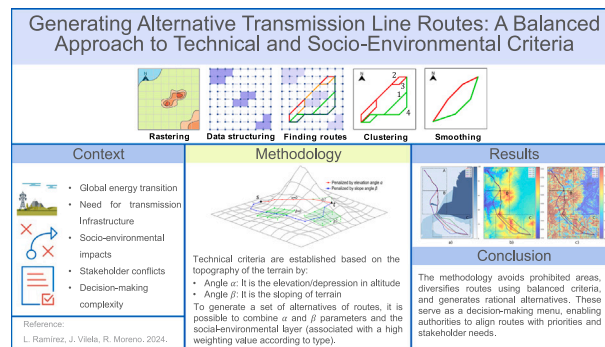 Generating Alternative Transmission Line Routes: A Balanced
Approach to Technical and Socio-Environmental Criteria
2
3
1
4
Rastering
Data structuring
Finding routes
Clustering
Smoothing
Context
Global energy transition
Need for transmission
Infrastructure
Socio-environmental
impacts
Stakeholder conflicts
Decision-making
complexity
Reference:
L. Ramírez, J. Vilela, R. Moreno. 2024.
Methodology
Penalized by elevation angle α
Penalized by slope angle β
Technical criteria are established based on the
topography of the terrain by:
Angle α: It is the elevation/depression in altitude
Angle β: It is the sloping of terrain
To generate a set of alternatives of routes, it is
possible to combine α and β parameters and the
social-environmental layer (associated with a high
weighting value according to type).
Results
a)
b)
c)
Conclusion
The methodology avoids prohibited areas,
diversifies routes using balanced criteria,
and generates rational alternatives. These
serve as a decision-making menu, enabling
authorities to align routes with priorities and
stakeholder needs.